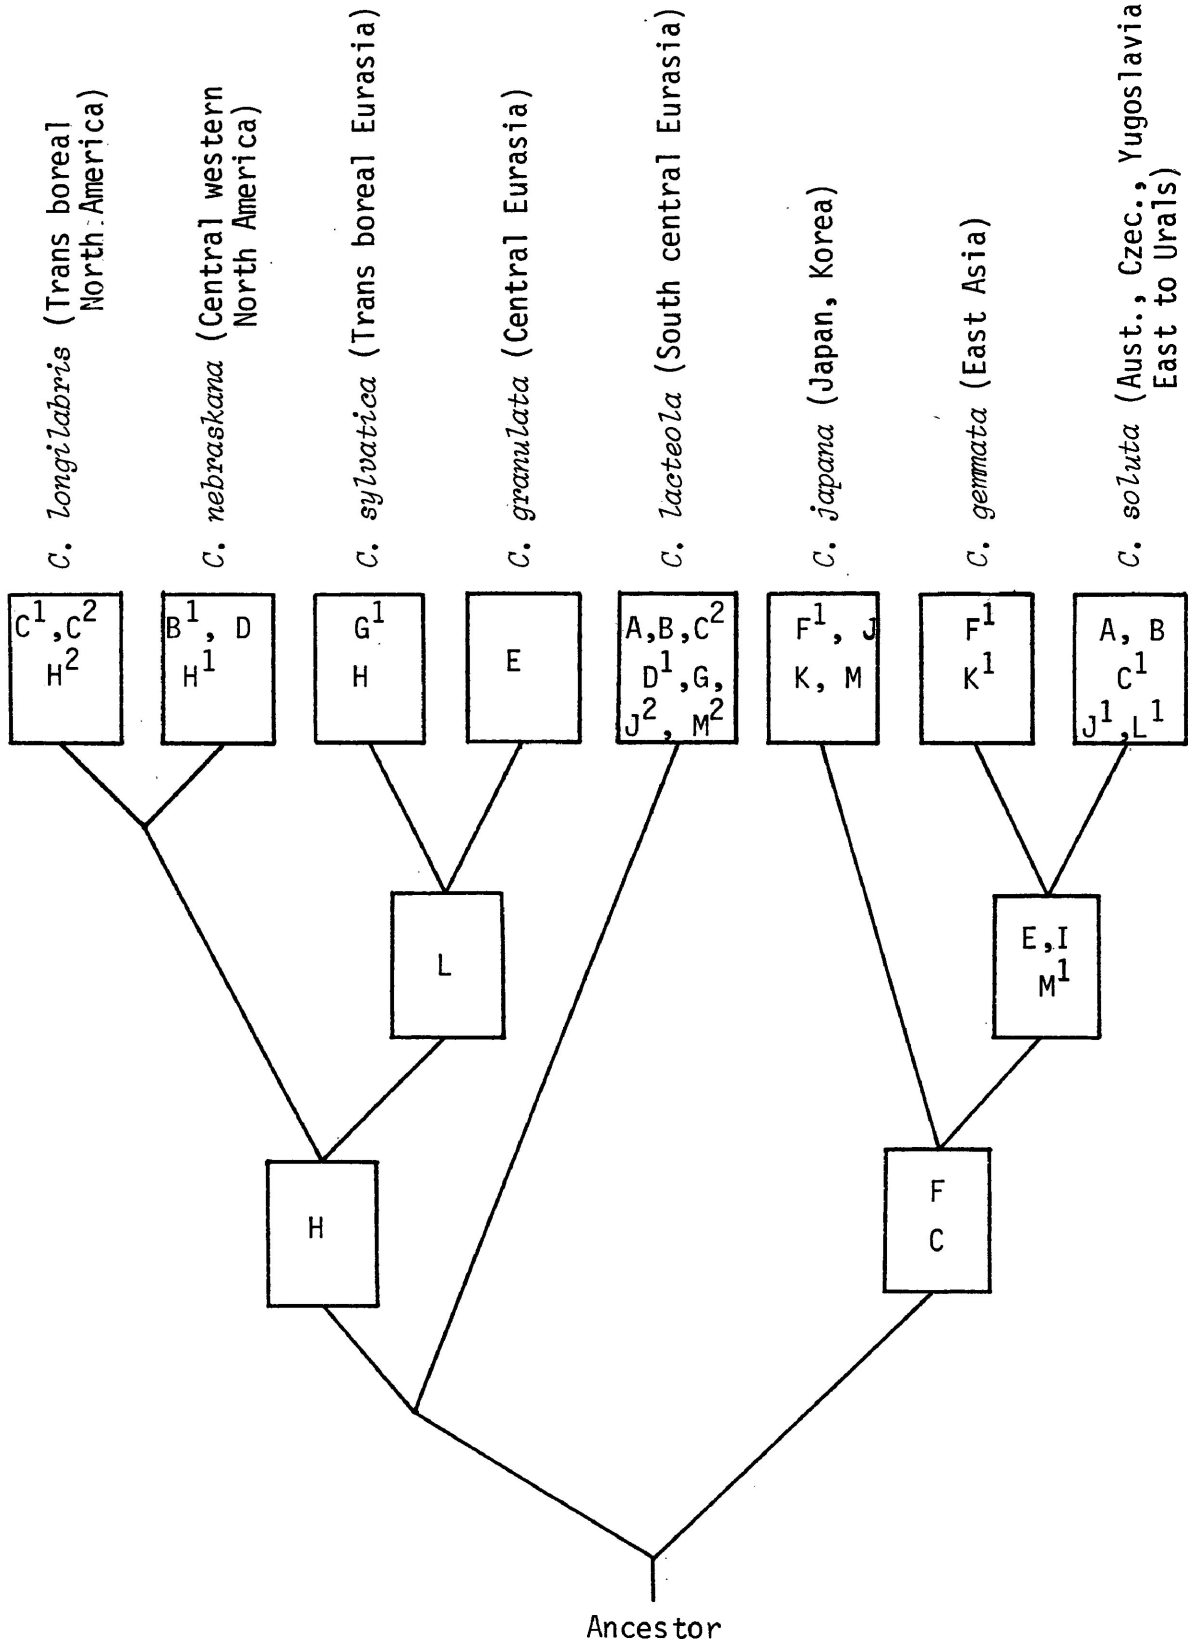 C. longilabris (Trans boreal
North American)
C. nebraskana (Central western
North America)
C. sylvatica (Trans boreal Eurasia)
C. granulata (Central Eurasia)
C. lacteola (South central Eurasia)
C. japana (Japan, Korea)
C. gemmata (East Asia)
C. soluta (Aust., Czec., Yugoslavia
East to Urals)
C¹,C²
H²
B¹, D
H¹
G¹
H
E
A,B,C²
D¹,G,
J², M²
F¹, J
K, M
F¹
K¹
A, B
C¹
J¹,L¹
L
E,I
M¹
H
F
C
Ancestor